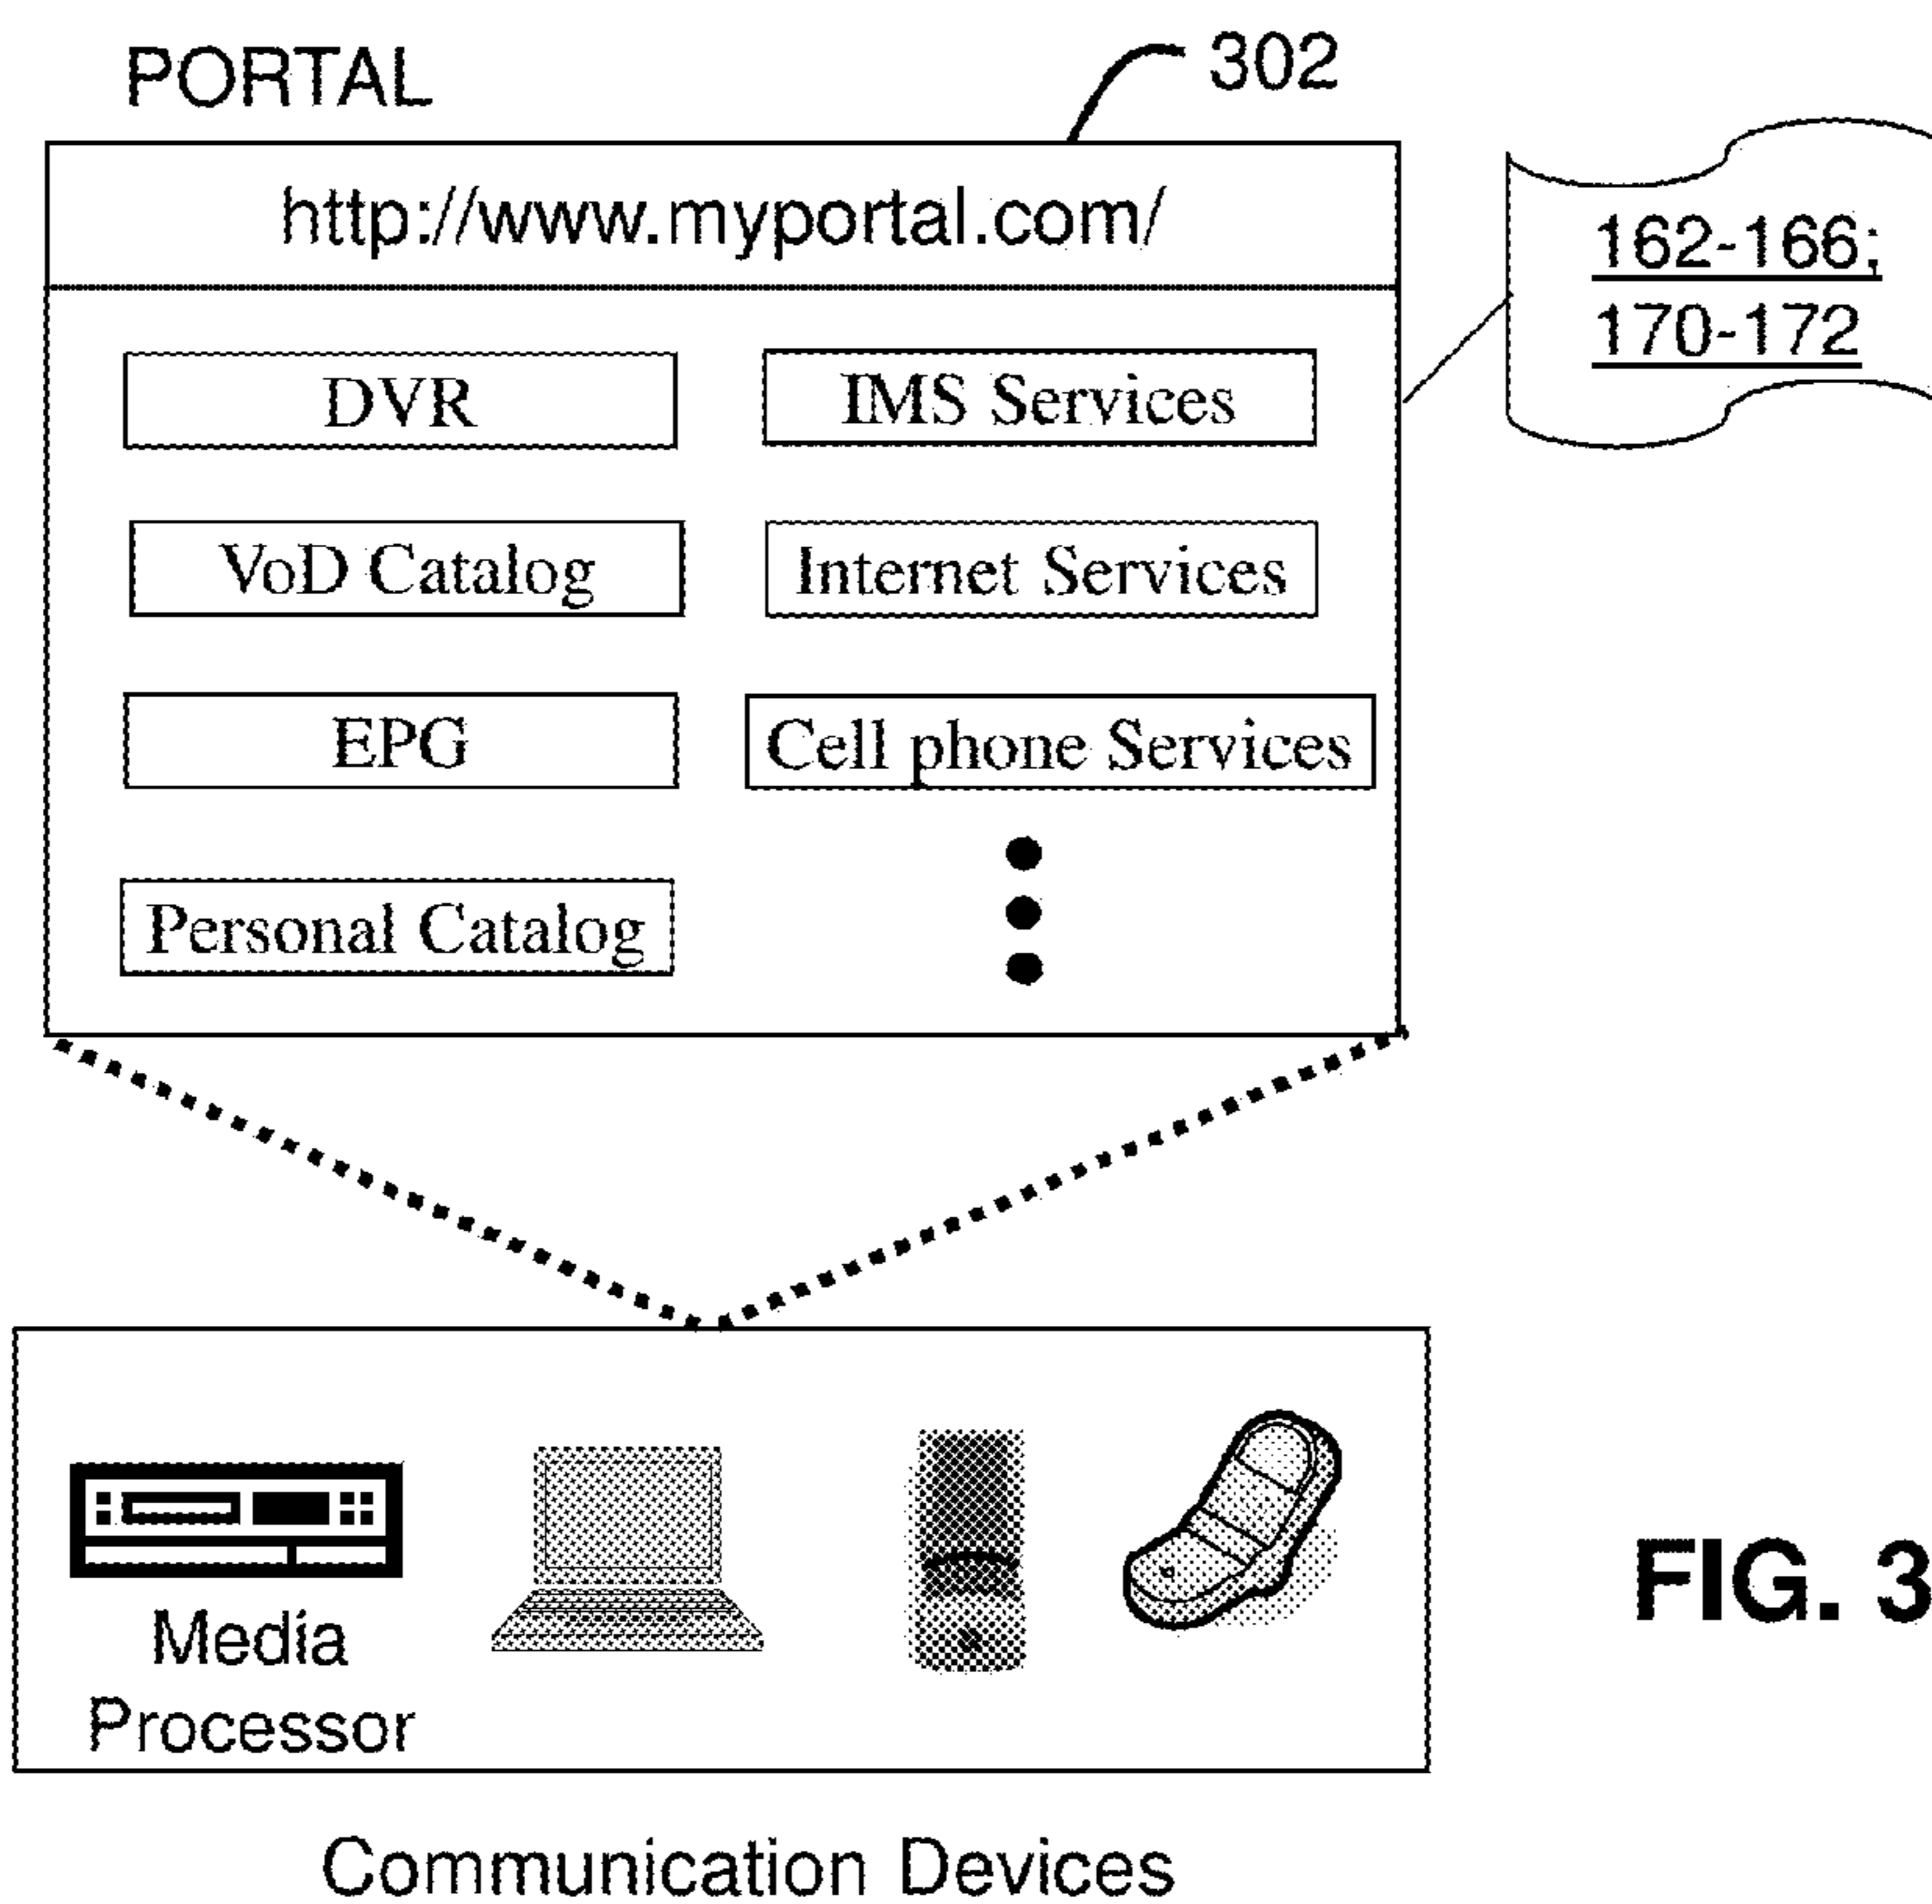 PORTAL
302
http://www.myportal.com/
162-166;
170-172
DVR
IMS Services
VoD Catalog
Internet Services
EPG
Cell phone Services
Personal Catalog
Media
Processor
FIG. 3
Communication Devices